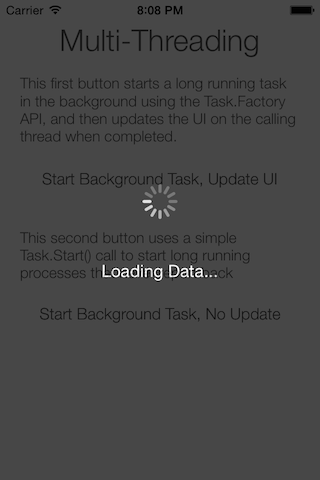 Carrier 8:08 PM
Multi-Threading
This first button starts a long running task
in the background using the Task.Factory
API, and then updates the UI on the calling
thread when completed.
Start Background Task, Update UI
This second button uses a simple
Task.Start() call to start long running
Loading Data...
processes back
Start Background Task, No Update